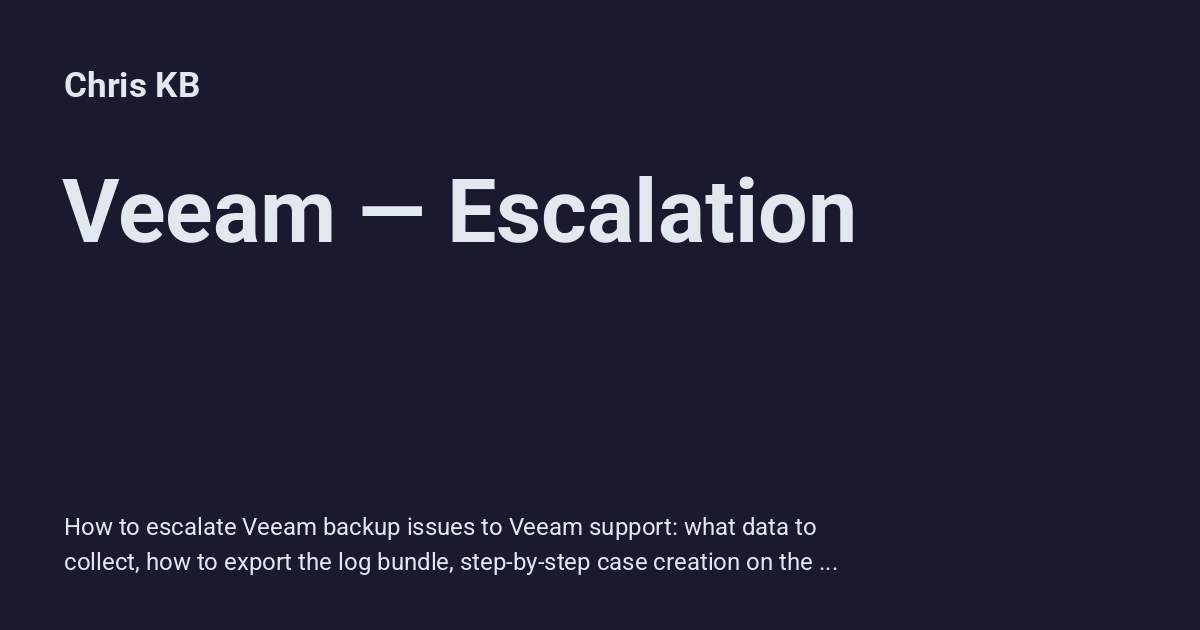 Chris KB
Veeam — Escalation
How to escalate Veeam backup issues to Veeam support: what data to
collect, how to export the log bundle, step-by-step case creation on the ...